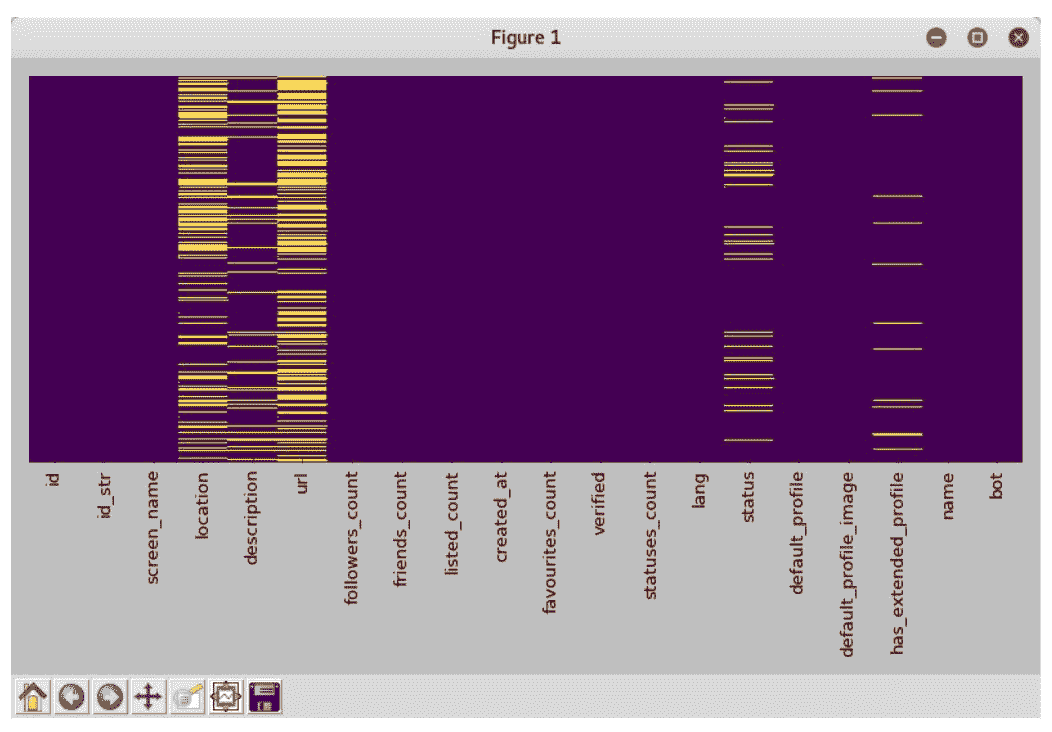 Figure 1
id
id_str
screen_name
location
description
url
followers_count
friends_count
listed_count
created_at
favourites_count
verified
statuses_count
lang
status
default_profile
default_profile_image
has_extended_profile
name
bot